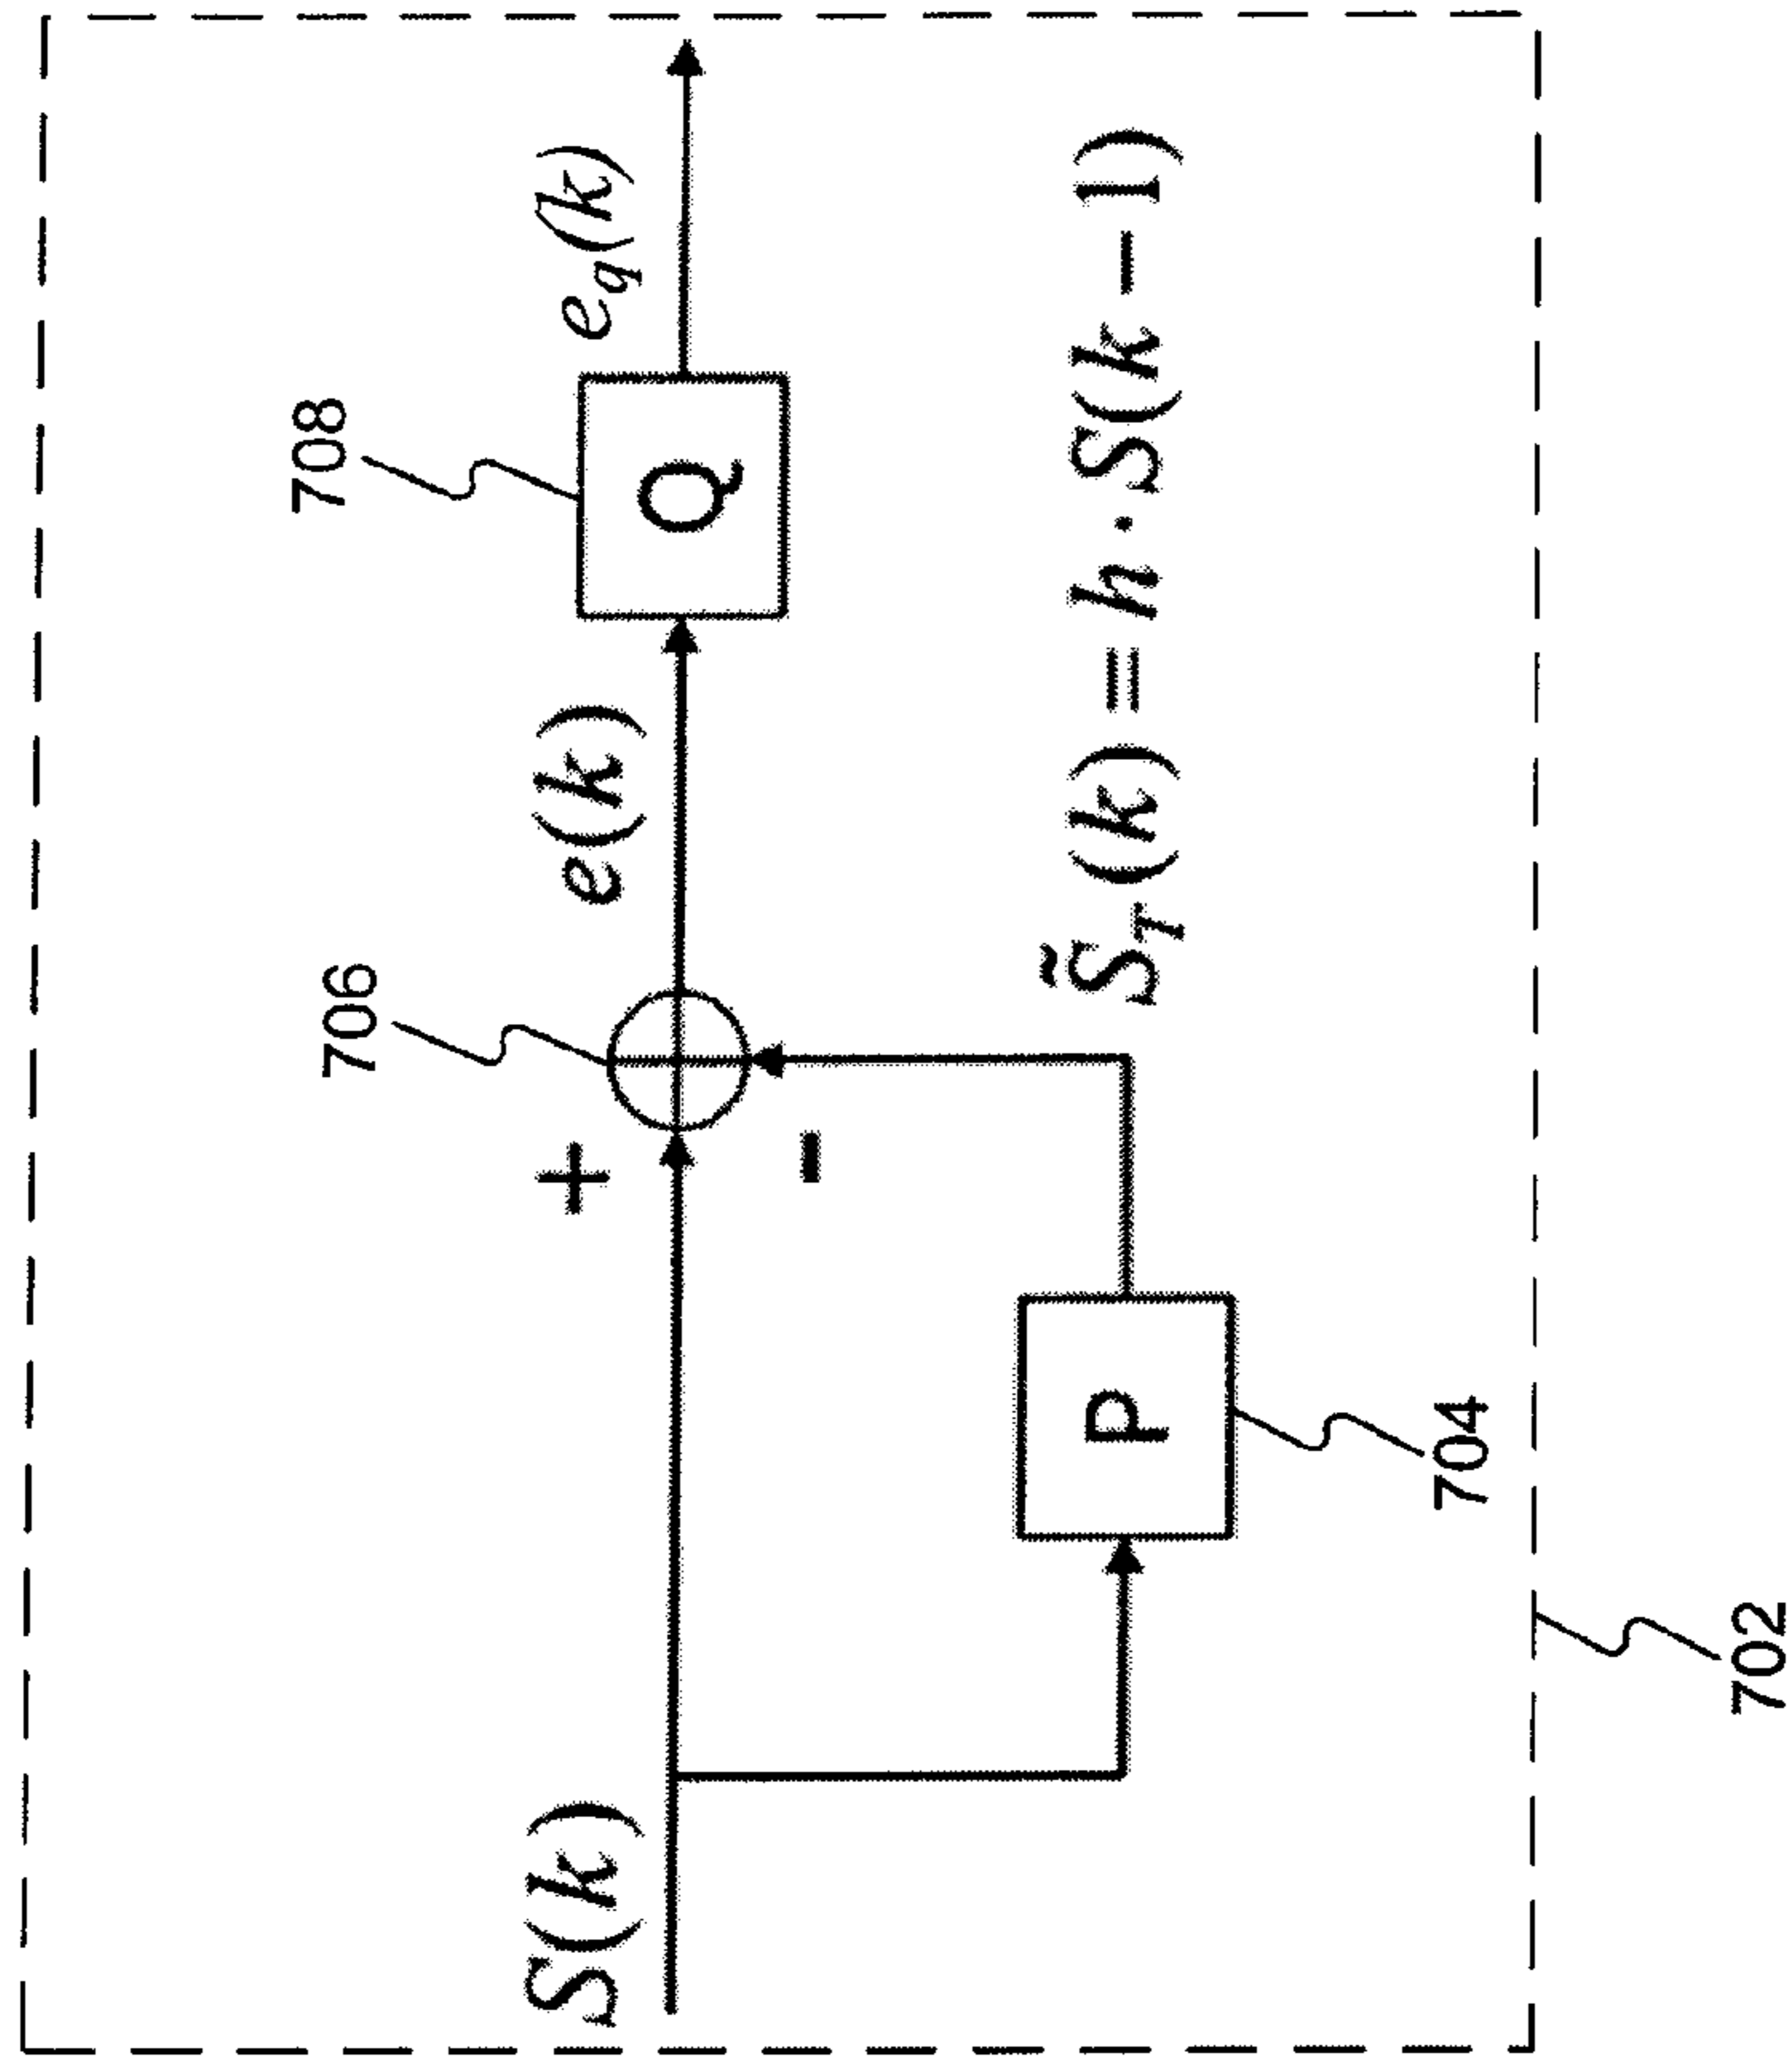 708
706
e_q(k)
e(k)
S(k)
+
-
Q
P
S̃_T(k) = h · S(k − 1)
704
702